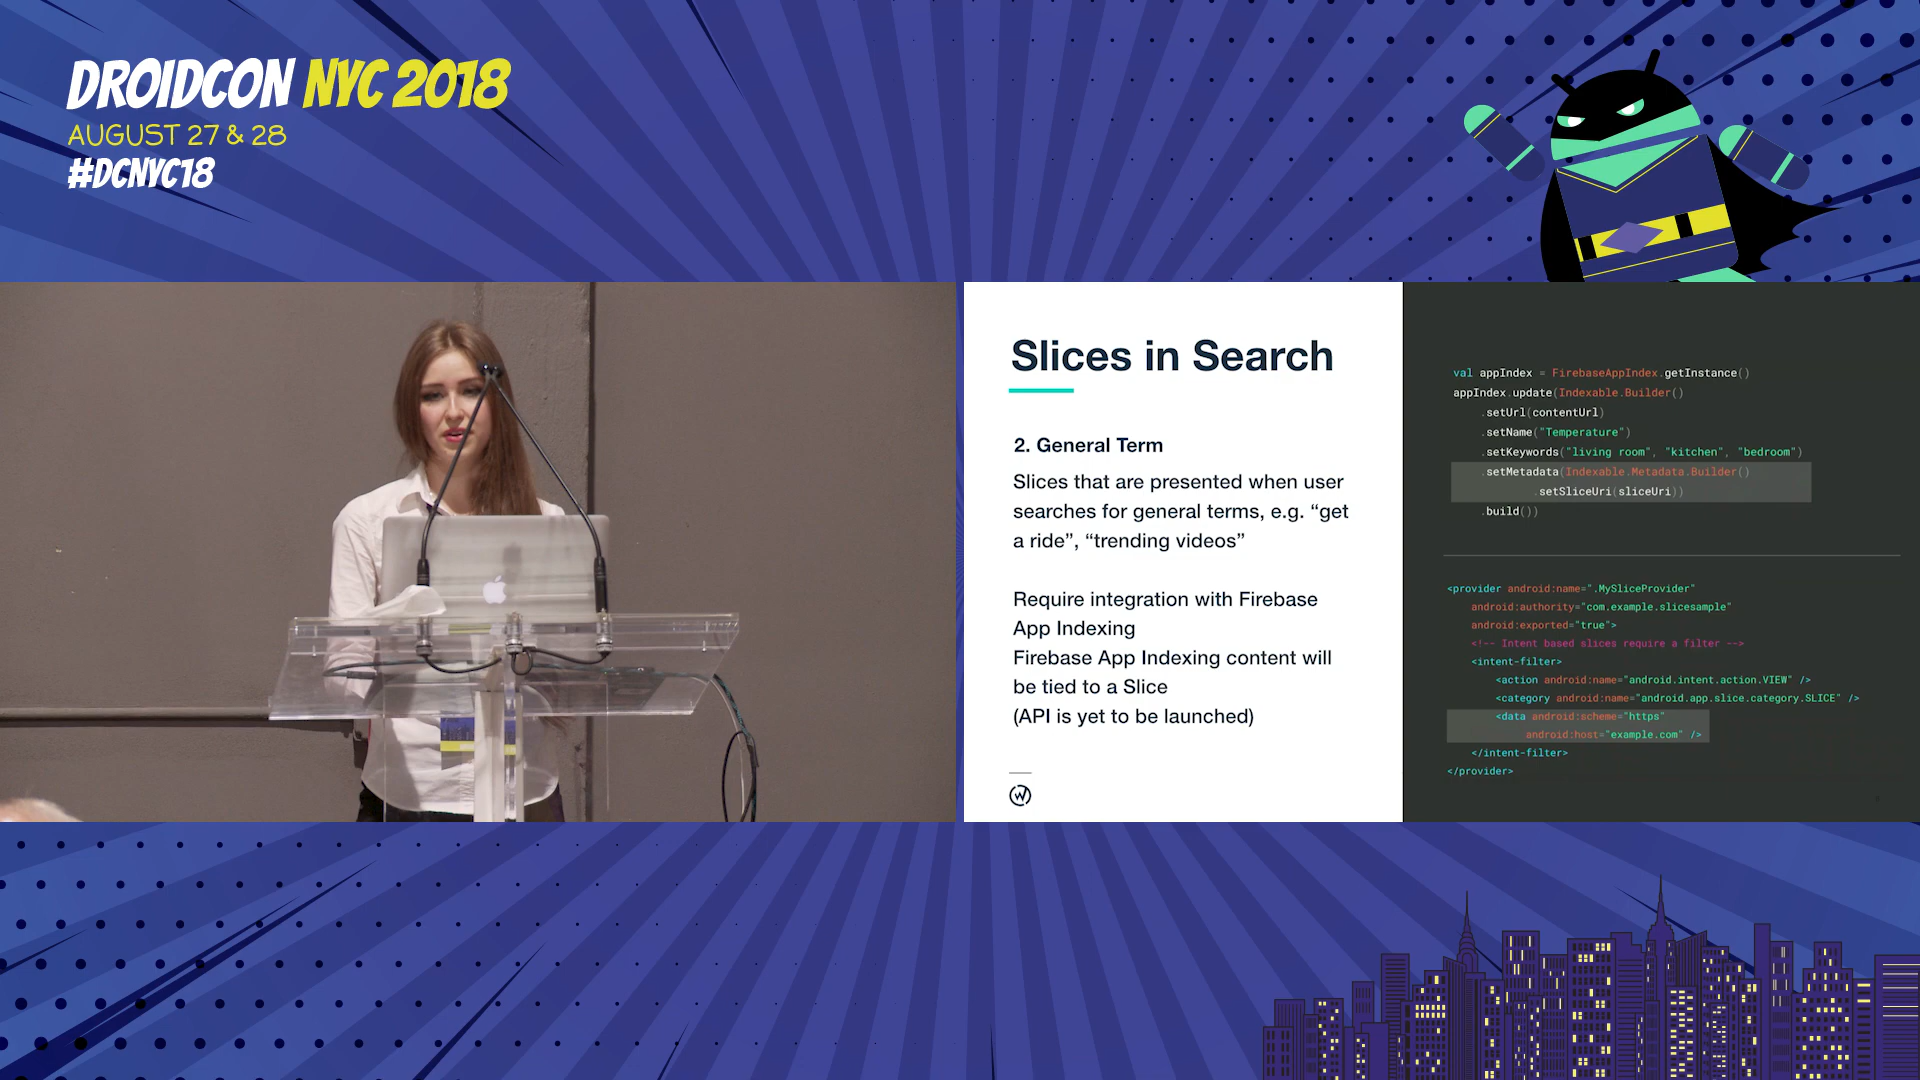 DROIDCON NYC 2018
AUGUST 27 & 28
#DCNYC18
Slices in Search
2. General Term
Slices that are presented when user
searches for general terms, e.g. “get
a ride”, “trending videos”
Require integration with Firebase
App Indexing
Firebase App Indexing content will
be tied to a Slice
(API is yet to be launched)
val appIndex = FirebaseAppIndex.getInstance()
appIndex.update(Indexable.Builder()
.setUrl(contentUrl)
.setName("Temperature")
.setKeywords("living room", "kitchen", "bedroom")
.setMetadata(Indexable.Metadata.Builder()
.setSliceUri(sliceUri))
.build())
<provider android:name=".MySliceProvider"
android:authority="com.example.slicesample"
android:exported="true">
<!-- Intent based slices require a filter -->
<intent-filter>
<action android:name="android.intent.action.VIEW" />
<category android:name="android.app.slice.category.SLICE" />
<data android:scheme="https"
android:host="example.com" />
</intent-filter>
</provider>